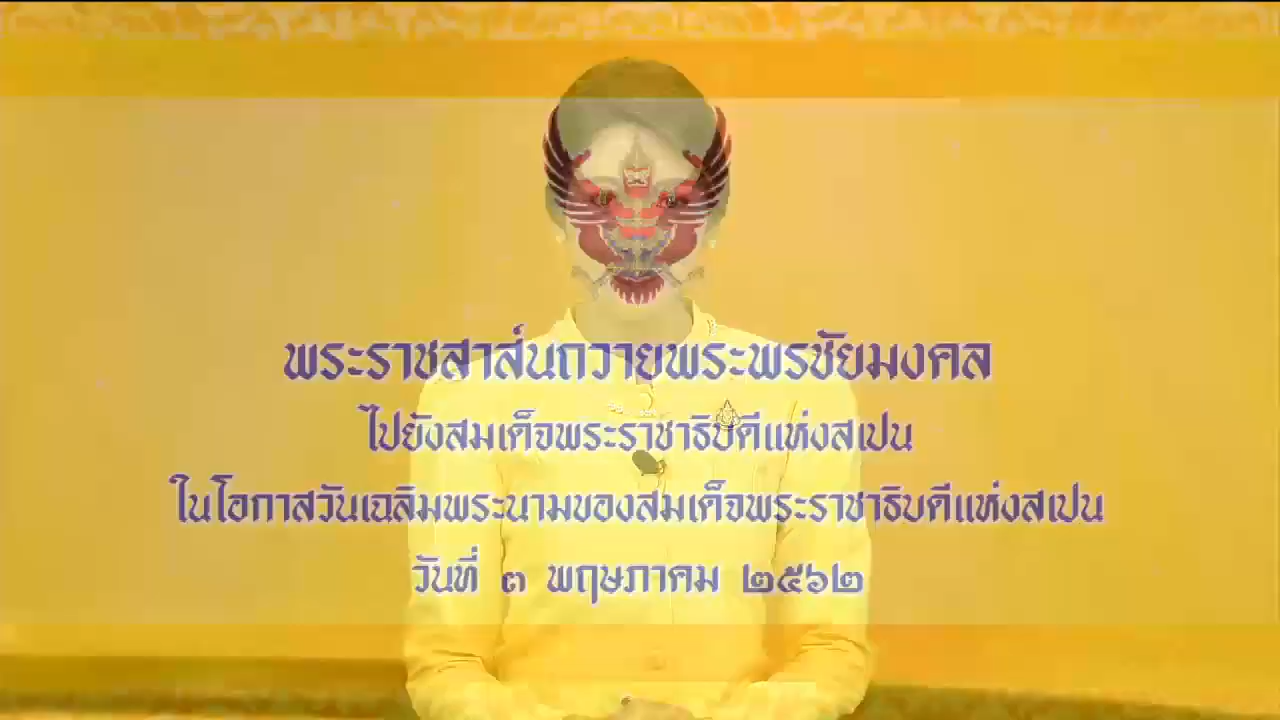 พระราชสาส์นถวายพระพรชัยมงคล
ไปยังสมเด็จพระราชาธิบดีแห่งสเปน
ในโอกาสวันเฉลิมพระนามของสมเด็จพระราชาธิบดีแห่งสเปน
วันที่ ๓ พฤษภาคม ๒๕๖๒